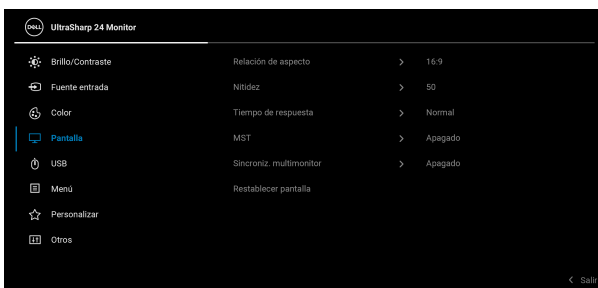 DELL UltraSharp 24 Monitor
Brillo/Contraste Relación de aspecto 16:9
Fuente entrada Nitidez 50
Color Tiempo de respuesta Normal
Pantalla MST Apagado
USB Sincroniz. multimonitor Apagado
Menú Restablecer pantalla
Personalizar
Otros
Salir